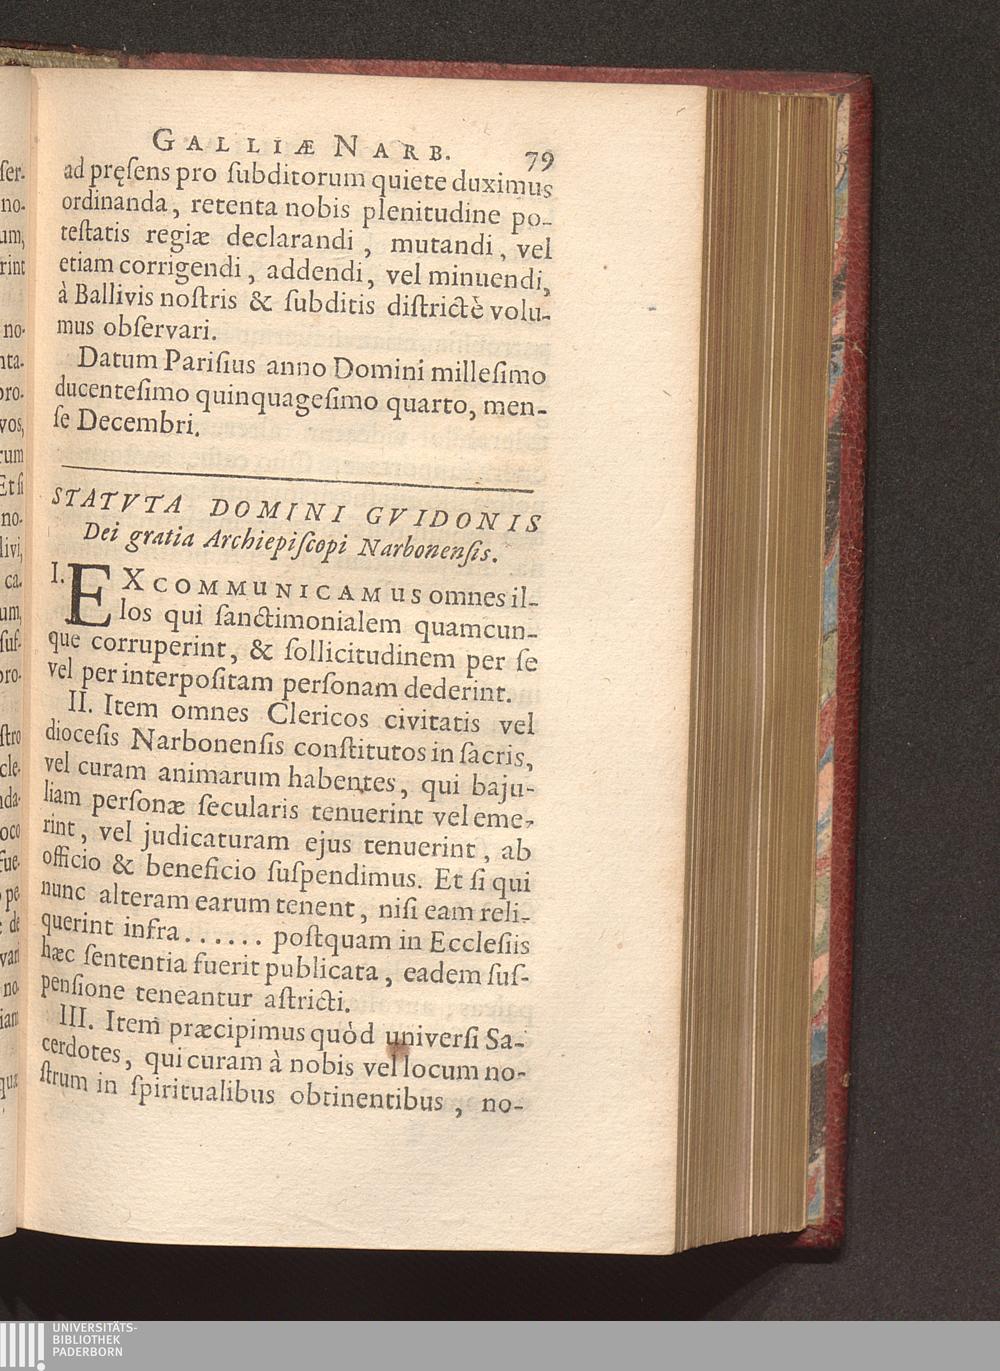 GALLIÆ NARB. 79
ad pręſens pro ſubditorum quiete duximus
ordinanda, retenta nobis plenitudine po-
teſtatis regiæ declarandi, mutandi, vel
etiam corrigendi, addendi, vel minuendi,
à Ballivis noſtris & ſubditis diſtrictè volu-
mus obſervari.
Datum Pariſius anno Domini milleſimo
ducenteſimo quinquageſimo quarto, men-
ſe Decembri.
STATVTA DOMINI GVIDONIS
Dei gratia Archiepiſcopi Narbonenſis.
I. EXCOMMUNICAMUS omnes il-
los qui ſanctimonialem quamcun-
que corruperint, & ſollicitudinem per ſe
vel per interpoſitam perſonam dederint.
II. Item omnes Clericos civitatis vel
dioceſis Narbonenſis conſtitutos in ſacris,
vel curam animarum habentes, qui baju-
liam perſonæ ſecularis tenuerint vel eme-
rint, vel judicaturam ejus tenuerint, ab
officio & beneficio ſuſpendimus. Et ſi qui
nunc alteram earum tenent, niſi eam reli-
querint infra...... poſtquam in Eccleſiis
hæc ſententia fuerit publicata, eadem ſuſ-
penſione teneantur aſtricti.
III. Item præcipimus quòd univerſi Sa-
cerdotes, qui curam à nobis vel locum no-
ſtrum in ſpiritualibus obtinentibus, no-
UNIVERSITÄTS-
BIBLIOTHEK
PADERBORN